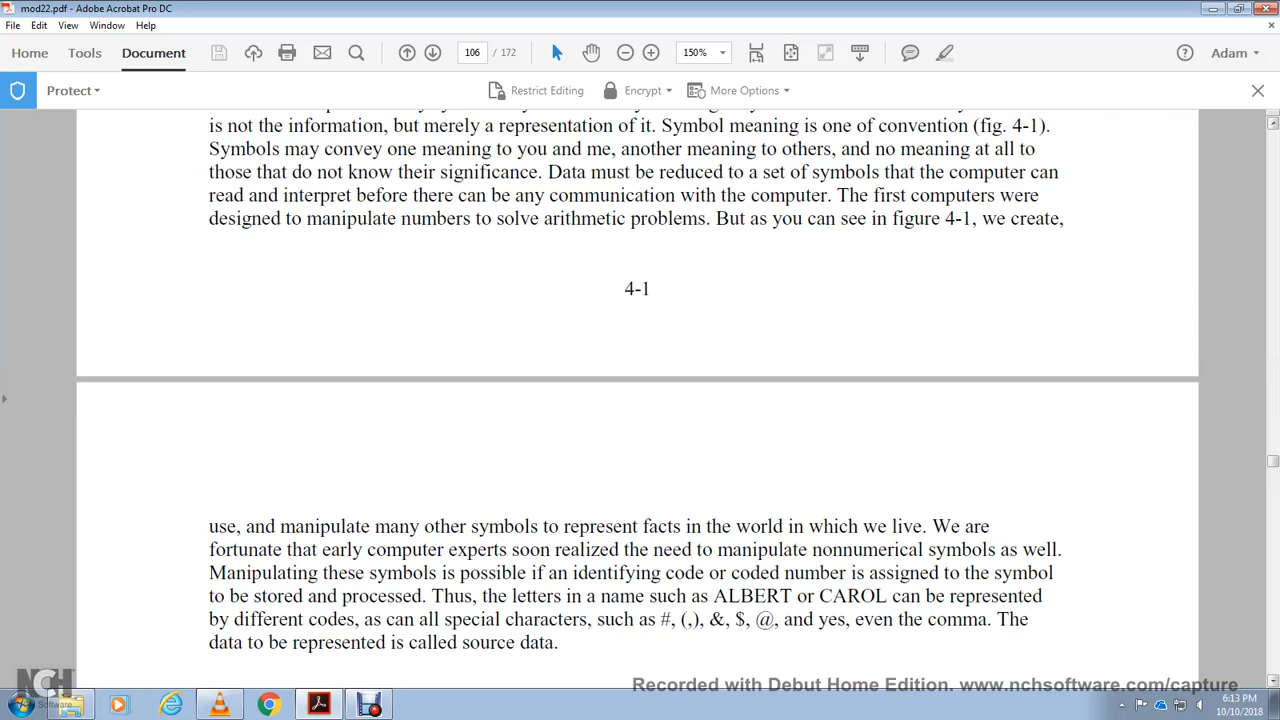 mod22.pdf - Adobe Acrobat Pro DC
File Edit View Window Help
Home Tools Document 106 / 172 150% Adam
Protect Restrict Editing Encrypt More Options
is not the information, but merely a representation of it. Symbol meaning is one of convention (fig. 4-1).
Symbols may convey one meaning to you and me, another meaning to others, and no meaning at all to
those that do not know their significance. Data must be reduced to a set of symbols that the computer can
read and interpret before there can be any communication with the computer. The first computers were
designed to manipulate numbers to solve arithmetic problems. But as you can see in figure 4-1, we create,
4-1
use, and manipulate many other symbols to represent facts in the world in which we live. We are
fortunate that early computer experts soon realized the need to manipulate nonnumerical symbols as well.
Manipulating these symbols is possible if an identifying code or coded number is assigned to the symbol
to be stored and processed. Thus, the letters in a name such as ALBERT or CAROL can be represented
by different codes, as can all special characters, such as #, (,), &, $, @, and yes, even the comma. The
data to be represented is called source data.
NCH
Recorded with Debut Home Edition. www.nchsoftware.com/capture
6:13 PM
10/10/2018